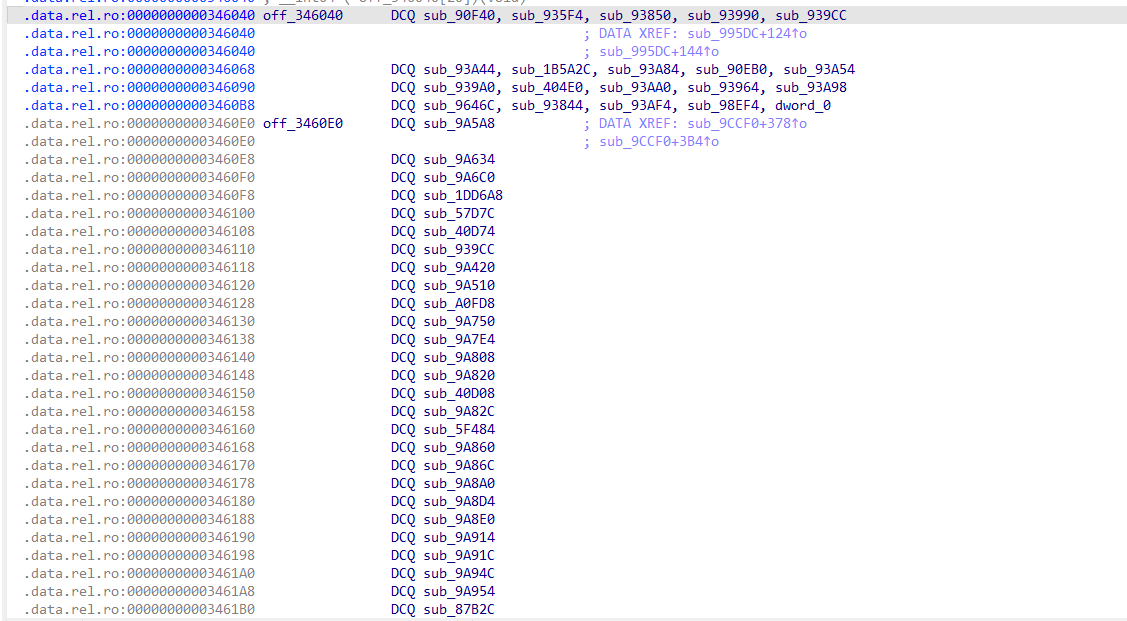 .data.rel.ro:0000000000346040 off_346040 DCQ sub_90F40, sub_935F4, sub_93850, sub_93990, sub_939CC
.data.rel.ro:0000000000346040 ; DATA XREF: sub_995DC+124↑o
.data.rel.ro:0000000000346040 ; sub_995DC+144↑o
.data.rel.ro:0000000000346068 DCQ sub_93A44, sub_1B5A2C, sub_93A84, sub_90EB0, sub_93A54
.data.rel.ro:0000000000346090 DCQ sub_939A0, sub_404E0, sub_93AA0, sub_93964, sub_93A98
.data.rel.ro:00000000003460B8 DCQ sub_9646C, sub_93844, sub_93AF4, sub_98EF4, dword_0
.data.rel.ro:00000000003460E0 off_3460E0 DCQ sub_9A5A8 ; DATA XREF: sub_9CCF0+378↑o
.data.rel.ro:00000000003460E0 ; sub_9CCF0+3B4↑o
.data.rel.ro:00000000003460E8 DCQ sub_9A634
.data.rel.ro:00000000003460F0 DCQ sub_9A6C0
.data.rel.ro:00000000003460F8 DCQ sub_1DD6A8
.data.rel.ro:0000000000346100 DCQ sub_57D7C
.data.rel.ro:0000000000346108 DCQ sub_40D74
.data.rel.ro:0000000000346110 DCQ sub_939CC
.data.rel.ro:0000000000346118 DCQ sub_9A420
.data.rel.ro:0000000000346120 DCQ sub_9A510
.data.rel.ro:0000000000346128 DCQ sub_A0FD8
.data.rel.ro:0000000000346130 DCQ sub_9A750
.data.rel.ro:0000000000346138 DCQ sub_9A7E4
.data.rel.ro:0000000000346140 DCQ sub_9A808
.data.rel.ro:0000000000346148 DCQ sub_9A820
.data.rel.ro:0000000000346150 DCQ sub_40D08
.data.rel.ro:0000000000346158 DCQ sub_9A82C
.data.rel.ro:0000000000346160 DCQ sub_5F484
.data.rel.ro:0000000000346168 DCQ sub_9A860
.data.rel.ro:0000000000346170 DCQ sub_9A86C
.data.rel.ro:0000000000346178 DCQ sub_9A8A0
.data.rel.ro:0000000000346180 DCQ sub_9A8D4
.data.rel.ro:0000000000346188 DCQ sub_9A8E0
.data.rel.ro:0000000000346190 DCQ sub_9A914
.data.rel.ro:0000000000346198 DCQ sub_9A91C
.data.rel.ro:00000000003461A0 DCQ sub_9A94C
.data.rel.ro:00000000003461A8 DCQ sub_9A954
.data.rel.ro:00000000003461B0 DCQ sub_87B2C